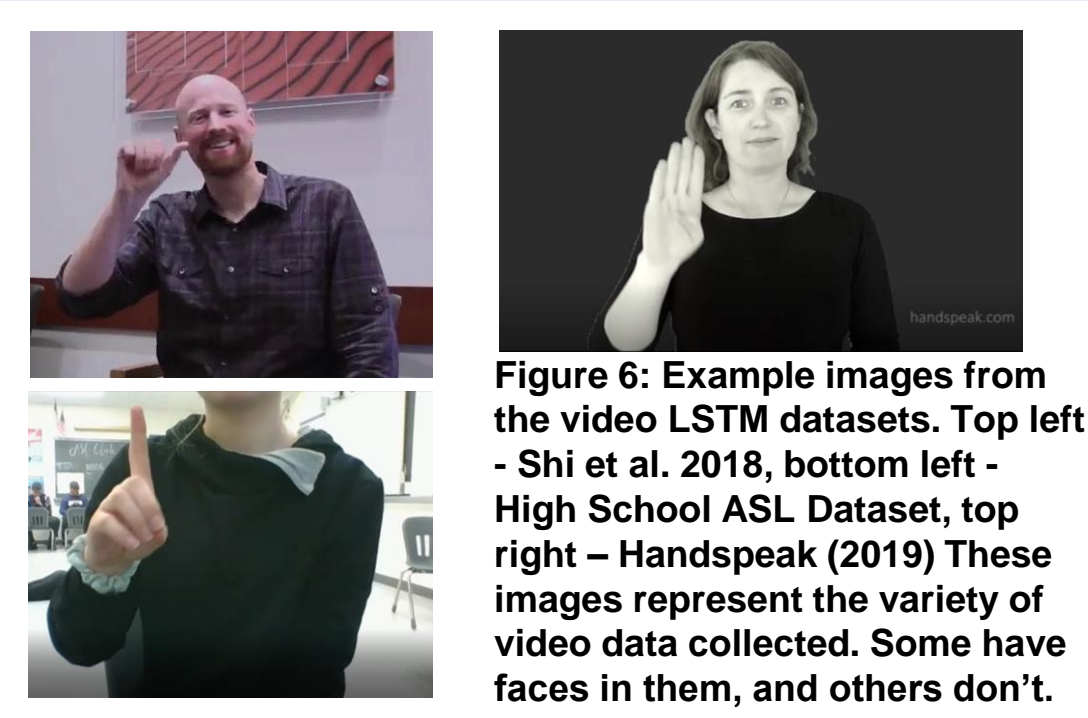 handspeak.com
Figure 6: Example images from
the video LSTM datasets. Top left
- Shi et al. 2018, bottom left -
High School ASL Dataset, top
right – Handspeak (2019) These
images represent the variety of
video data collected. Some have
faces in them, and others don’t.